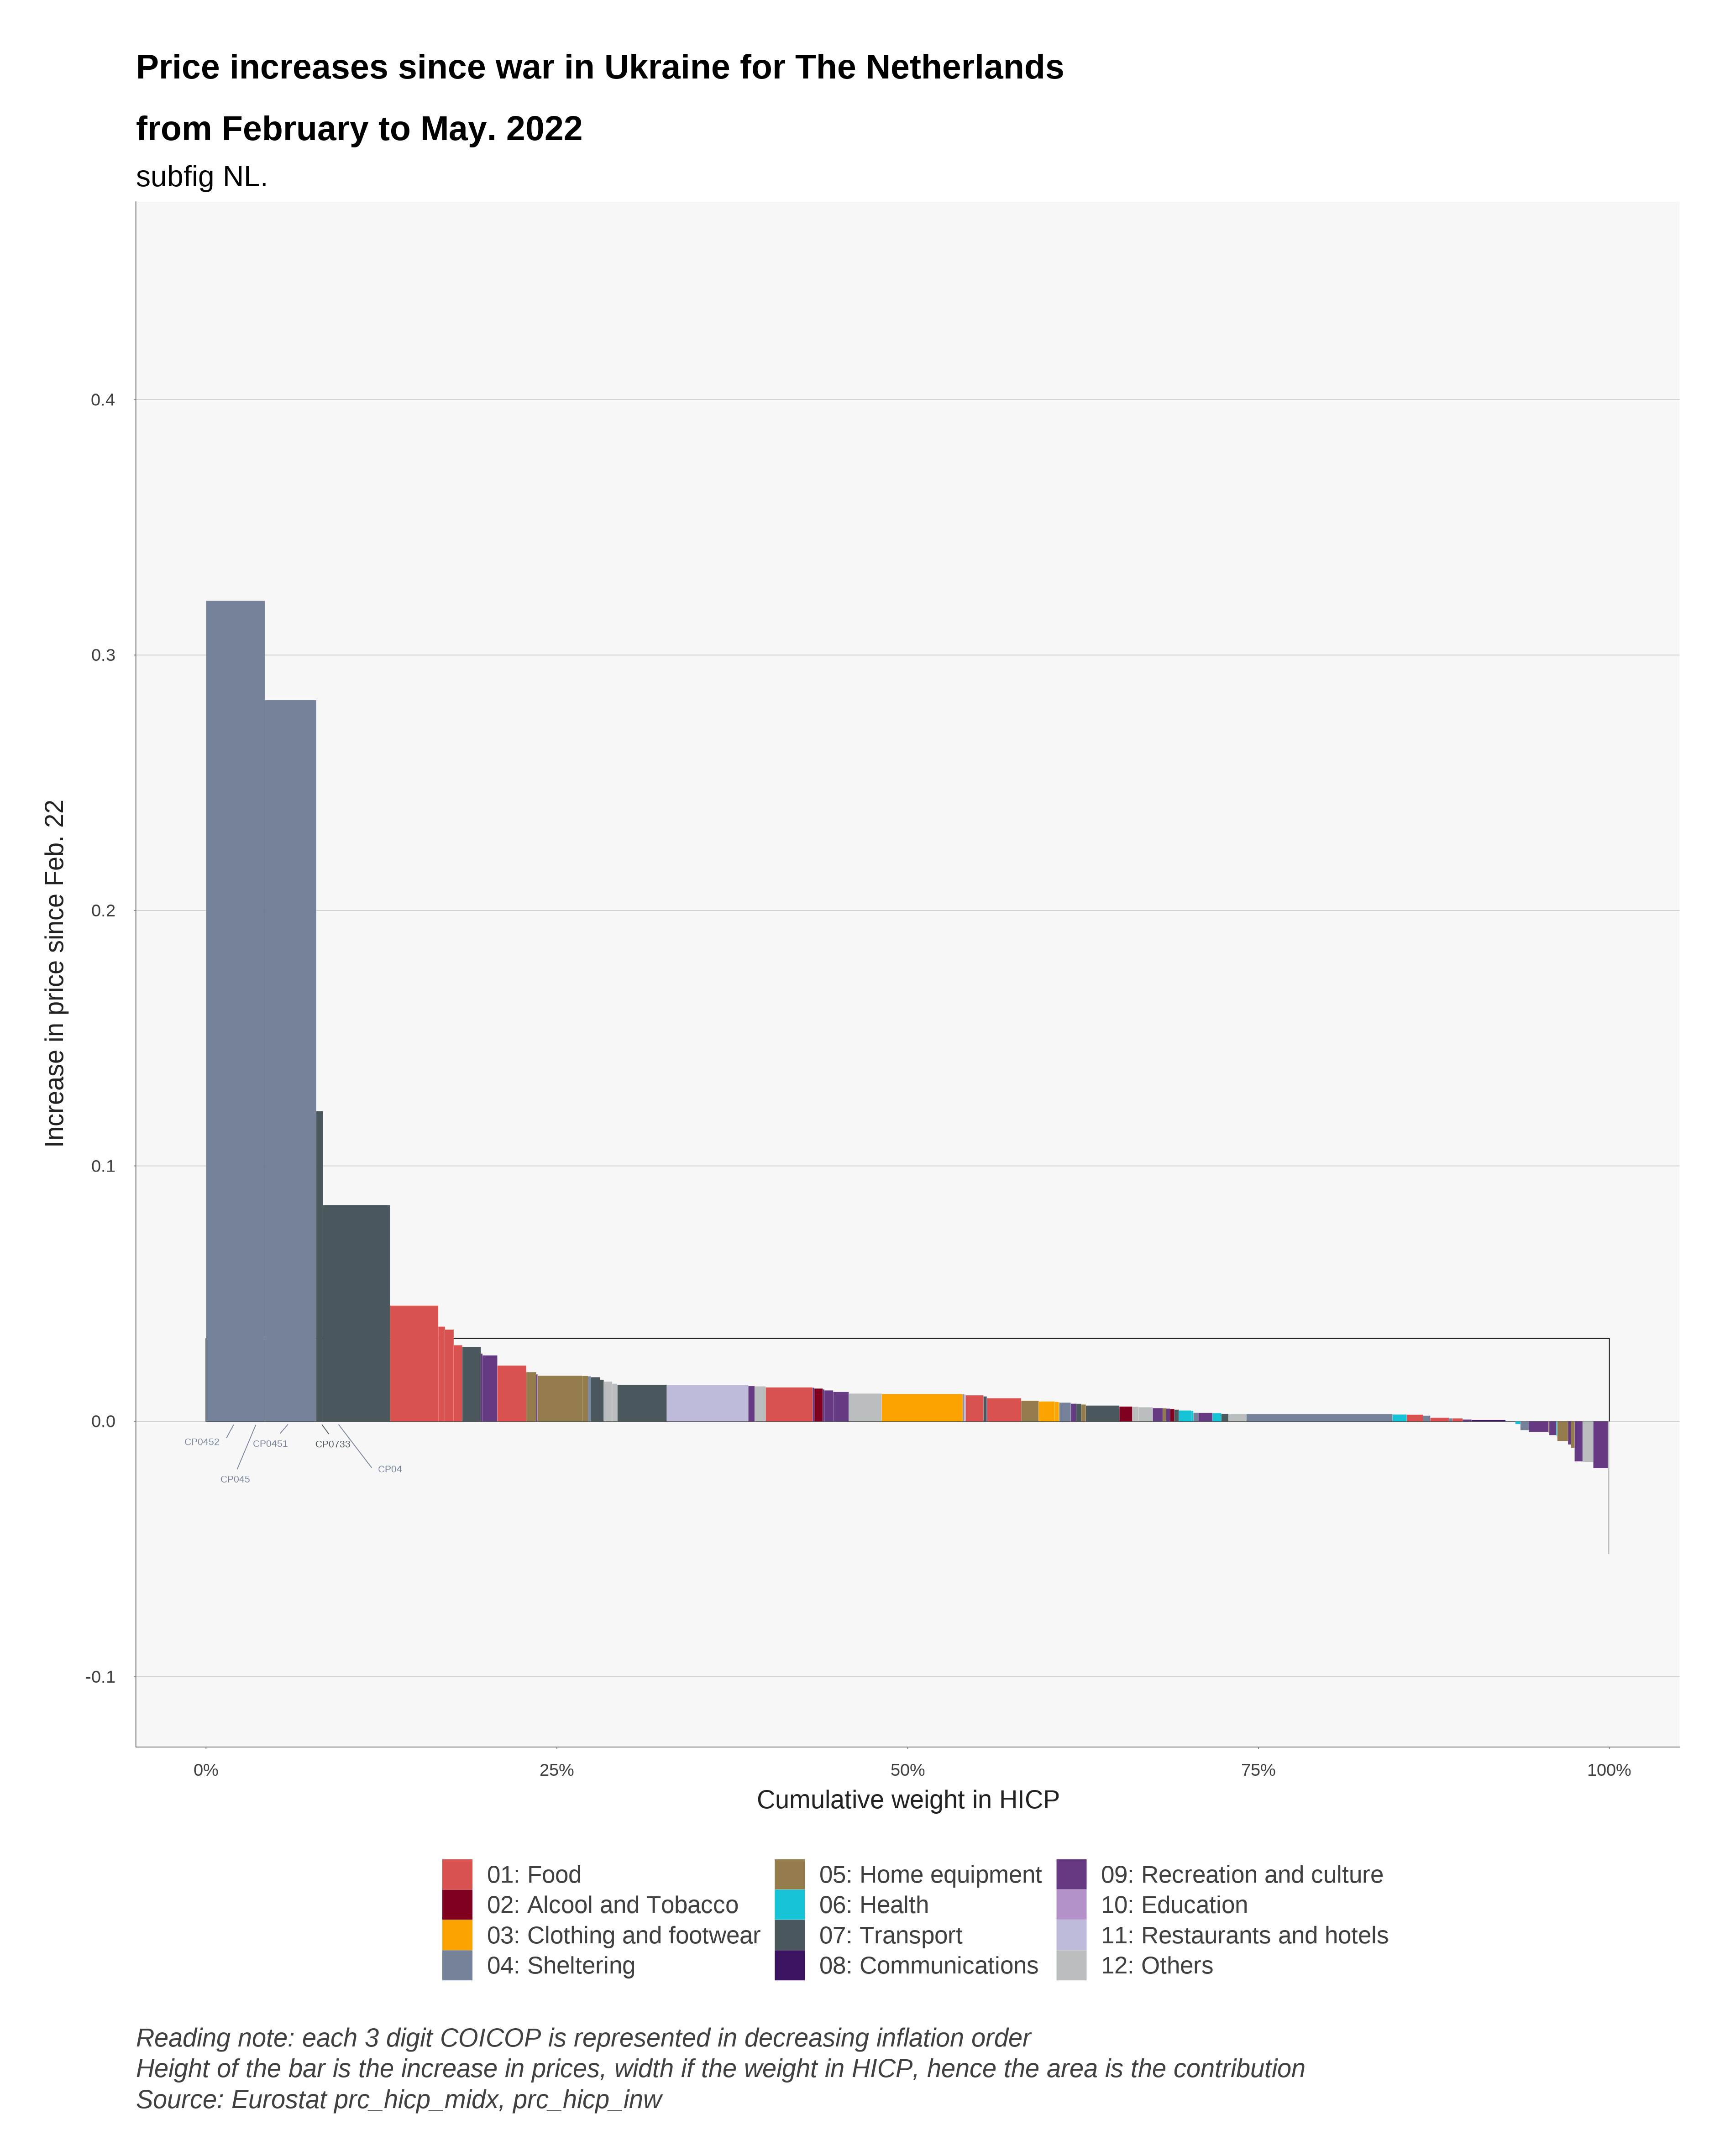 Price increases since war in Ukraine for The Netherlands
from February to May. 2022
subfig NL.
0.4
0.3
0.2
0.1
0.0
-0.1
Increase in price since Feb. 22
CP0452
CP045
CP0451
CP0733
CP04
0%
25%
50%
75%
100%
Cumulative weight in HICP
01: Food
02: Alcool and Tobacco
03: Clothing and footwear
04: Sheltering
05: Home equipment
06: Health
07: Transport
08: Communications
09: Recreation and culture
10: Education
11: Restaurants and hotels
12: Others
Reading note: each 3 digit COICOP is represented in decreasing inflation order
Height of the bar is the increase in prices, width if the weight in HICP, hence the area is the contribution
Source: Eurostat prc_hicp_midx, prc_hicp_inw